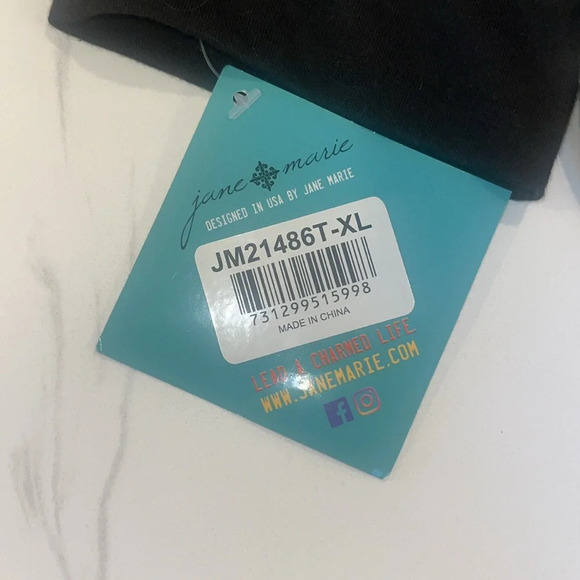 jane marie
DESIGNED IN USA BY JANE MARIE
JM21486T-XL
731299515998
MADE IN CHINA
LEAD A CHARMED LIFE
WWW.JANEMARIE.COM